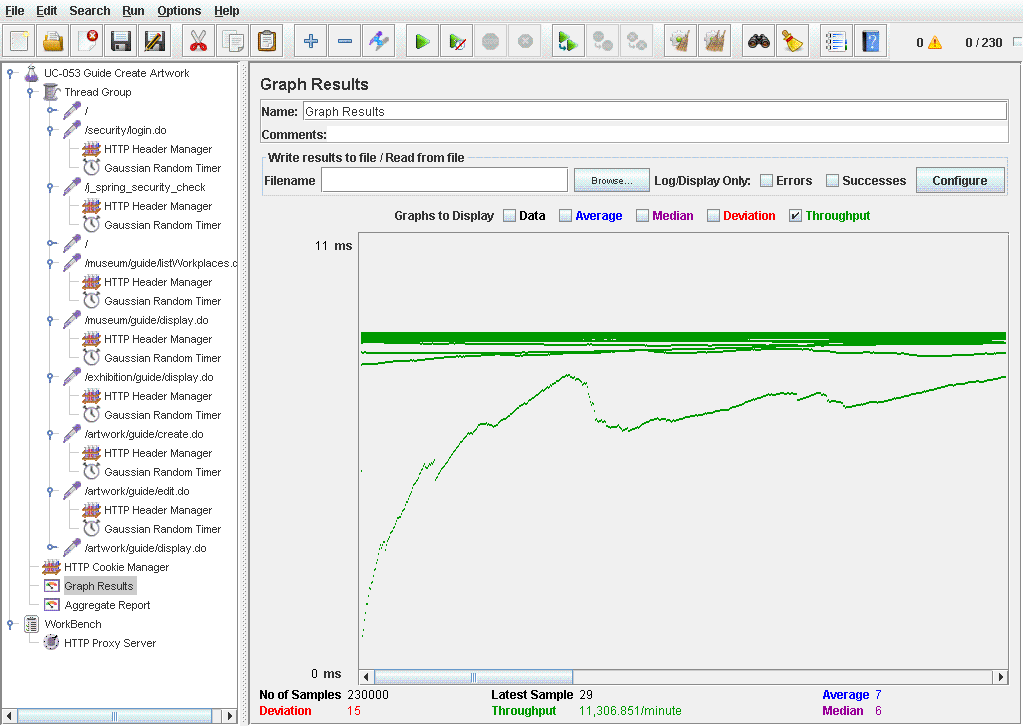 File Edit Search Run Options Help
0 0 / 230
UC-053 Guide Create Artwork
Thread Group
/
/security/login.do
HTTP Header Manager
Gaussian Random Timer
/j_spring_security_check
HTTP Header Manager
Gaussian Random Timer
/
/museum/guide/listWorkplaces.d
HTTP Header Manager
Gaussian Random Timer
/museum/guide/display.do
HTTP Header Manager
Gaussian Random Timer
/exhibition/guide/display.do
HTTP Header Manager
Gaussian Random Timer
/artwork/guide/create.do
HTTP Header Manager
Gaussian Random Timer
/artwork/guide/edit.do
HTTP Header Manager
Gaussian Random Timer
/artwork/guide/display.do
HTTP Cookie Manager
Graph Results
Aggregate Report
WorkBench
HTTP Proxy Server
Graph Results
Name: Graph Results
Comments:
Write results to file / Read from file
Filename Browse... Log/Display Only: Errors Successes Configure
Graphs to Display Data Average Median Deviation Throughput
11 ms
0 ms
No of Samples 230000 Latest Sample 29 Average 7
Deviation 15 Throughput 11,306.851/minute Median 6